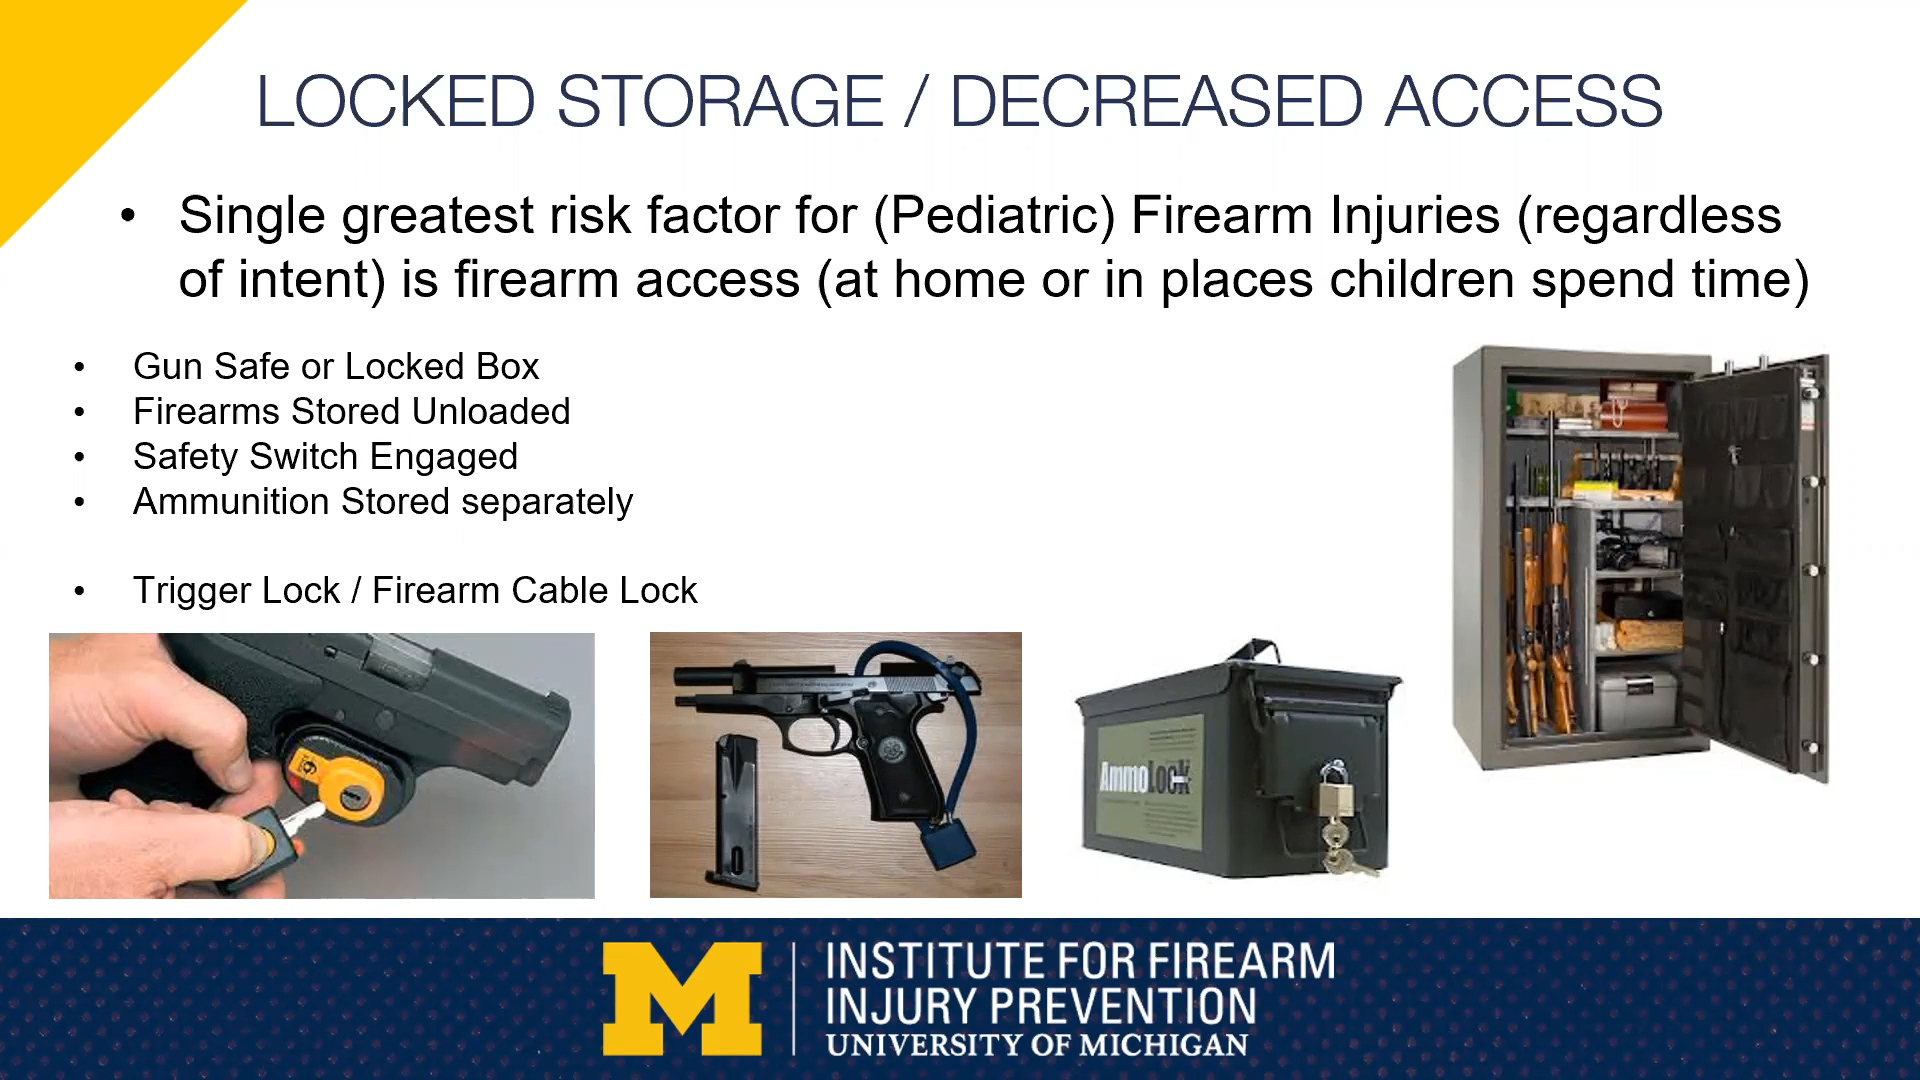 LOCKED STORAGE / DECREASED ACCESS
• Single greatest risk factor for (Pediatric) Firearm Injuries (regardless
of intent) is firearm access (at home or in places children spend time)
• Gun Safe or Locked Box
• Firearms Stored Unloaded
• Safety Switch Engaged
• Ammunition Stored separately
• Trigger Lock / Firearm Cable Lock
AmmoLock
M
INSTITUTE FOR FIREARM
INJURY PREVENTION
UNIVERSITY OF MICHIGAN